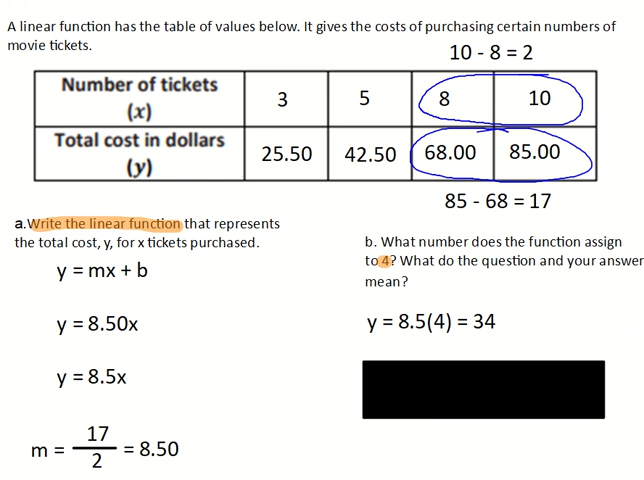 A linear function has the table of values below. It gives the costs of purchasing certain numbers of
movie tickets.
10 - 8 = 2
Number of tickets (x) 3 5 8 10
Total cost in dollars (y) 25.50 42.50 68.00 85.00
85 - 68 = 17
a.Write the linear function that represents
the total cost, y, for x tickets purchased.
y = mx + b
y = 8.50x
y = 8.5x
m = 17/2 = 8.50
b. What number does the function assign
to 4? What do the question and your answer
mean?
y = 8.5(4) = 34